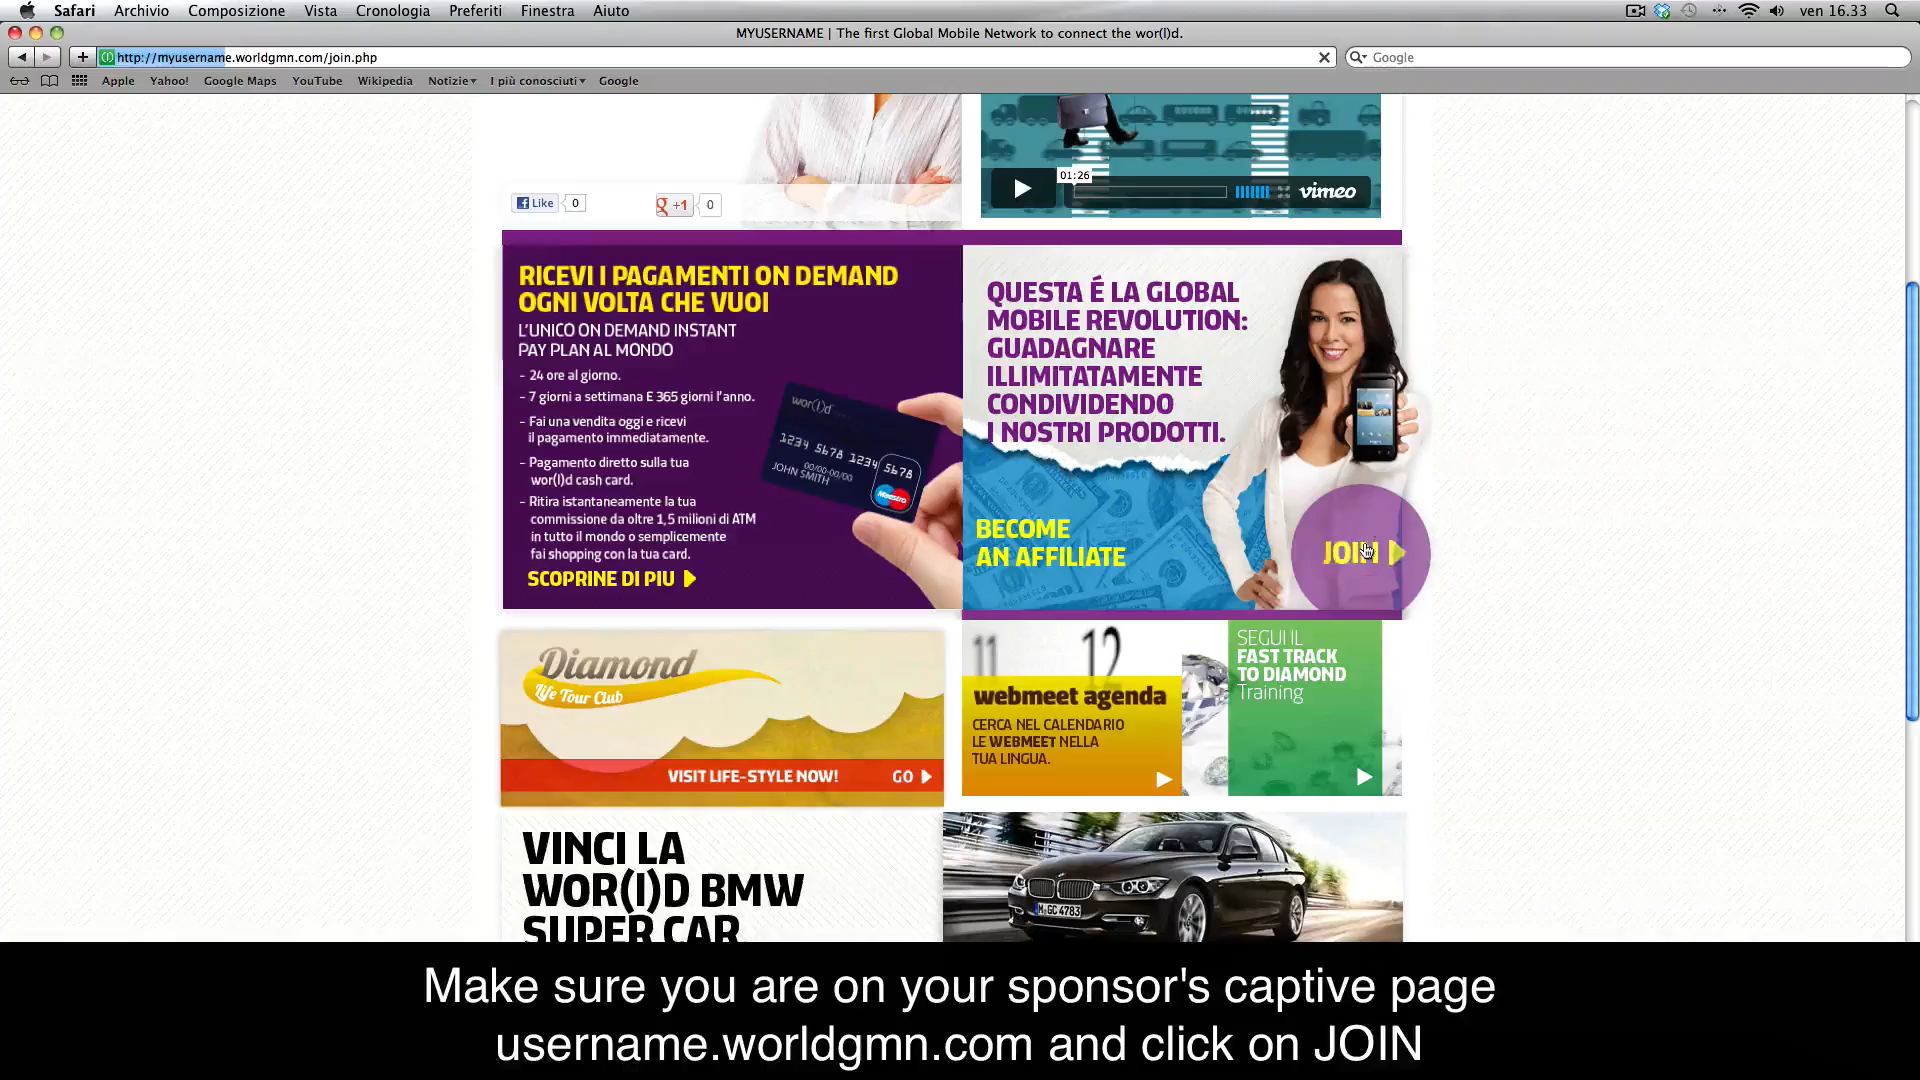 Safari Archivio Composizione Vista Cronologia Preferiti Finestra Aiuto ven 16.33
MYUSERNAME | The first Global Mobile Network to connect the wor(l)d.
http://myusername.worldgmn.com/join.php
Google
Apple Yahoo! Google Maps YouTube Wikipedia Notizie I più conosciuti Google
01:26
vimeo
Like 0
+1 0
RICEVI I PAGAMENTI ON DEMAND
OGNI VOLTA CHE VUOI
L'UNICO ON DEMAND INSTANT
PAY PLAN AL MONDO
- 24 ore al giorno.
- 7 giorni a settimana E 365 giorni l'anno.
- Fai una vendita oggi e ricevi
il pagamento immediatamente.
- Pagamento diretto sulla tua
wor(l)d cash card.
- Ritira istantaneamente la tua
commissione da oltre 1,5 milioni di ATM
in tutto il mondo o semplicemente
fai shopping con la tua card.
SCOPRINE DI PIU
wor(l)d
1234 5678 1234 5678
00/00-00/00
JOHN SMITH
Maestro
QUESTA É LA GLOBAL
MOBILE REVOLUTION:
GUADAGNARE
ILLIMITATAMENTE
CONDIVIDENDO
I NOSTRI PRODOTTI.
BECOME
AN AFFILIATE
JOIN
Diamond
Life Tour Club
VISIT LIFE-STYLE NOW! GO
11 12
webmeet agenda
CERCA NEL CALENDARIO
LE WEBMEET NELLA
TUA LINGUA.
SEGUI IL
FAST TRACK
TO DIAMOND
Training
VINCI LA
WOR(I)D BMW
SUPER CAR
M GC 4783
Make sure you are on your sponsor's captive page
username.worldgmn.com and click on JOIN